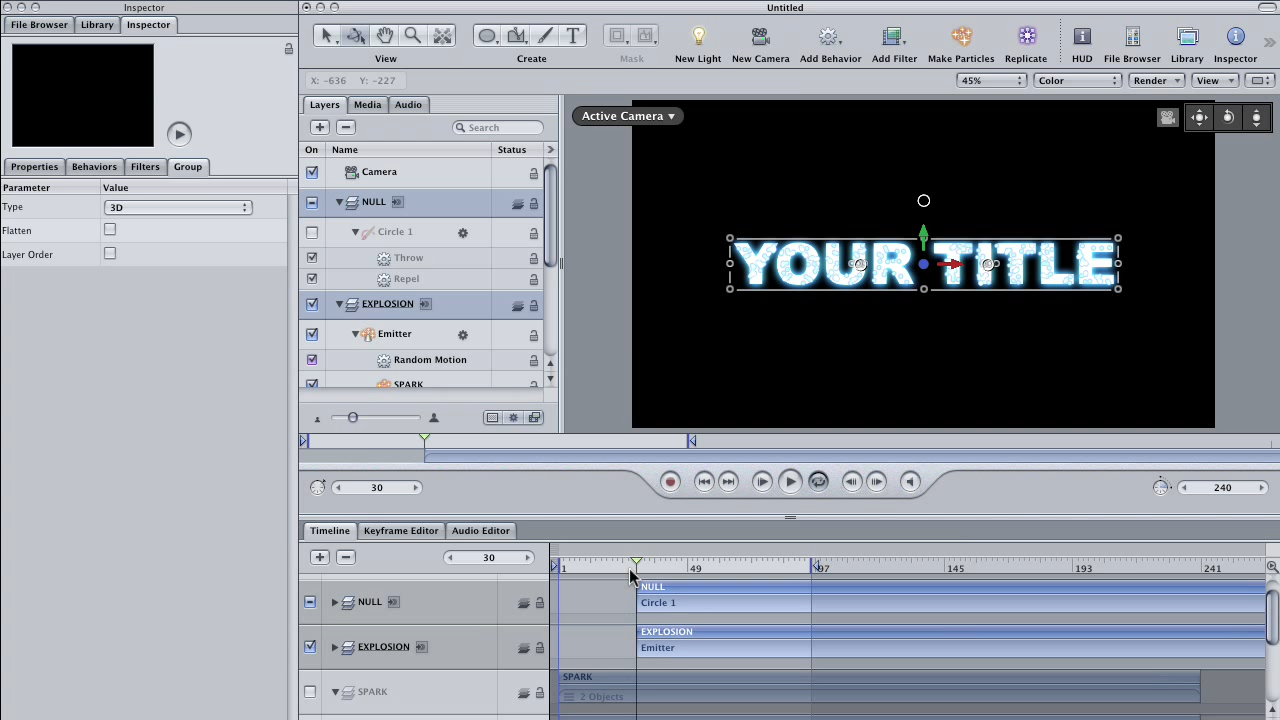 Inspector
Untitled
File Browser Library Inspector
View Create Mask New Light New Camera Add Behavior Add Filter Make Particles Replicate HUD File Browser Library Inspector
X: -636 Y: -227
45% Color Render View
Layers Media Audio
Active Camera
Search
On Name Status
Properties Behaviors Filters Group
Camera
Parameter Value
NULL
Type 3D
Flatten
Circle 1
Layer Order
Throw
YOUR TITLE
Repel
EXPLOSION
Emitter
Random Motion
SPARK
30
240
Timeline Keyframe Editor Audio Editor
30
1 49 97 145 193 241
NULL
NULL
Circle 1
EXPLOSION
EXPLOSION
Emitter
SPARK
SPARK
2 Objects